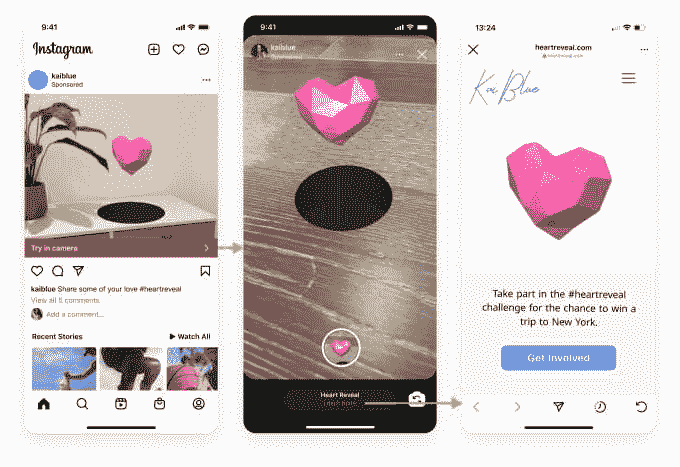 9:41
Instagram
kaiblue
Sponsored
Try in camera
kaiblue Share some of your love #heartreveal
View all 5 comments
Add a comment...
Recent Stories
Watch All
9:41
kaiblue
Sponsored
Heart Reveal
13:24
heartreveal.com
Kai Blue
Take part in the #heartreveal
challenge for the chance to win a
trip to New York.
Get Involved